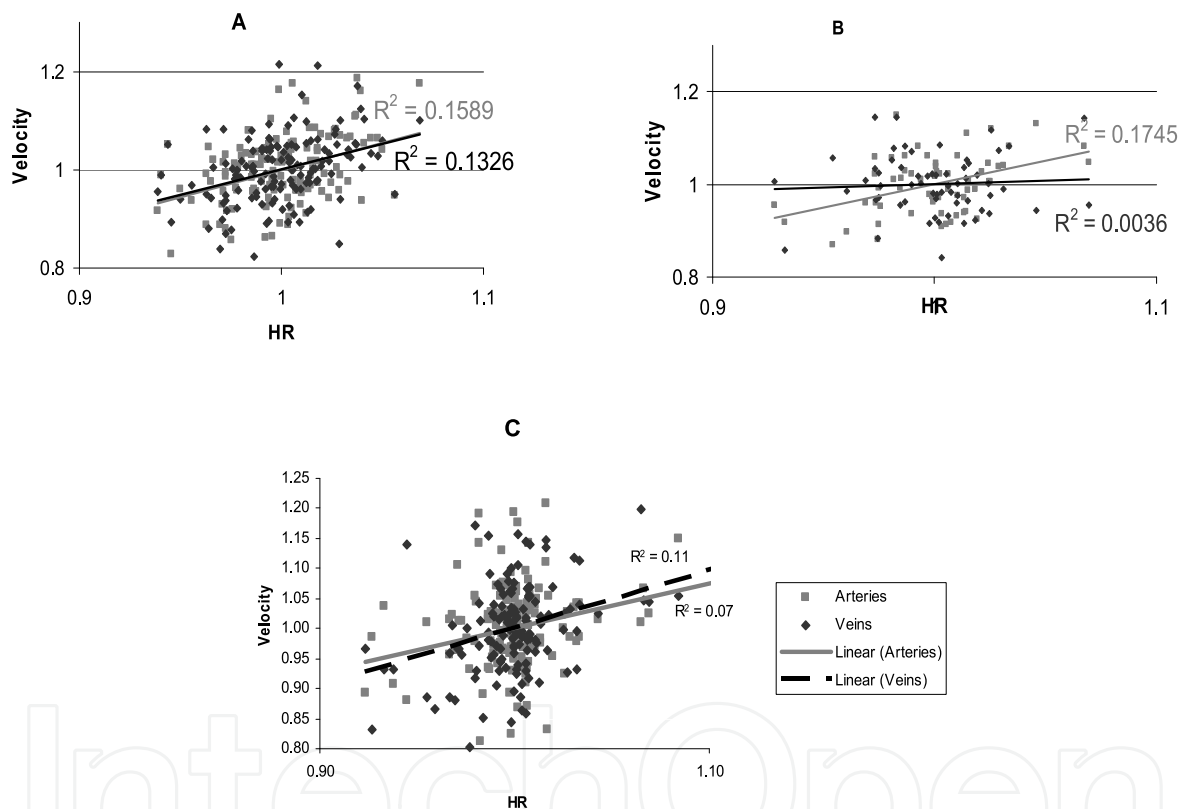 A
1.2
1
0.8
Velocity
R² = 0.1589
R² = 0.1326
0.9
1
1.1
HR
B
1.2
1
0.8
Velocity
R² = 0.1745
R² = 0.0036
0.9
1
1.1
HR
C
1.25
1.20
1.15
1.10
1.05
1.00
0.95
0.90
0.85
0.80
Velocity
R² = 0.11
R² = 0.07
0.90
1.10
HR
Arteries
Veins
Linear (Arteries)
Linear (Veins)
IntechOpen